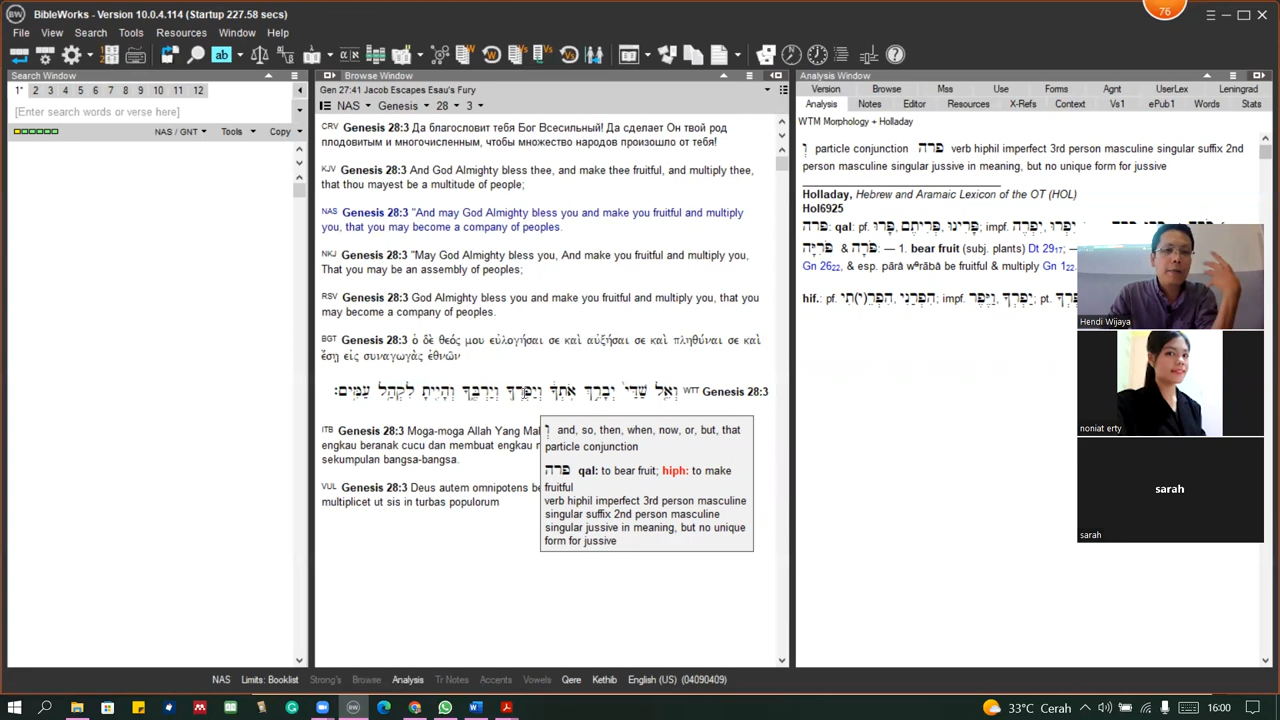 BibleWorks - Version 10.0.4.114 (Startup 227.58 secs)
76
File View Search Tools Resources Window Help
Search Window
1* 2 3 4 5 6 7 8 9 10 11 12
[Enter search words or verse here]
NAS / GNT Tools Copy
Browse Window
Gen 27:41 Jacob Escapes Esau's Fury
NAS Genesis 28 3
CRV Genesis 28:3 Да благословит тебя Бог Всесильный! Да сделает Он твой род
плодовитым и многочисленным, чтобы множество народов произошло от тебя!
KJV Genesis 28:3 And God Almighty bless thee, and make thee fruitful, and multiply thee,
that thou mayest be a multitude of people;
NAS Genesis 28:3 "And may God Almighty bless you and make you fruitful and multiply
you, that you may become a company of peoples.
NKJ Genesis 28:3 "May God Almighty bless you, And make you fruitful and multiply you,
That you may be an assembly of peoples;
RSV Genesis 28:3 God Almighty bless you and make you fruitful and multiply you, that you
may become a company of peoples.
BGT Genesis 28:3 ὁ δὲ θεός μου εὐλογήσαι σε καὶ αὐξήσαι σε καὶ πληθύναι σε καὶ
ἔσῃ εἰς συναγωγὰς ἐθνῶν
WTT Genesis 28:3 וְאֵ֤ל שַׁדַּי֙ יְבָרֵ֣ךְ אֹֽתְךָ֔ וְיַפְרְךָ֖ וְיַרְבֶּ֑ךָ וְהָיִ֖יתָ לִקְהַ֥ל עַמִּֽים׃
ITB Genesis 28:3 Moga-moga Allah Yang
engkau beranak cucu dan membuat engkau
sekumpulan bangsa-bangsa.
VUL Genesis 28:3 Deus autem omnipotens
multiplicet ut sis in turbas populorum
וְ and, so, then, when, now, or, but, that
particle conjunction
פרה qal: to bear fruit; hiph: to make
fruitful
verb hiphil imperfect 3rd person masculine
singular suffix 2nd person masculine
singular jussive in meaning, but no unique
form for jussive
Analysis Window
Version Browse Mss Use Forms Agnt UserLex Leningrad
Analysis Notes Editor Resources X-Refs Context Vs1 ePub1 Words Stats
WTM Morphology + Holladay
וְ particle conjunction פרה verb hiphil imperfect 3rd person masculine singular suffix 2nd
person masculine singular jussive in meaning, but no unique form for jussive
Holladay, Hebrew and Aramaic Lexicon of the OT (HOL)
Hol6925
פרה: qal: pf. פָּרוּ, פְּרִיתֶם, פָּרִינוּ; impf. יִפְרֶה, יִפְרוּ
פֹּרָה & פֹּרִיָּה: — 1. bear fruit (subj. plants) Dt 29₁₇; —
Gn 26₂₂, & esp. pārâ wᵊrābâ be fruitful & multiply Gn 1₂₂
hif.: pf. הִפְרַנִי, הִפְרֵ(י)תִי; impf. וַיֶּפֶר, יַפְרְךָ; pt.
Hendi Wijaya
noniat erty
sarah
sarah
NAS Limits: Booklist Strong's Browse Analysis Tr Notes Accents Vowels Qere Kethib English (US) (04090409)
33°C Cerah 16:00